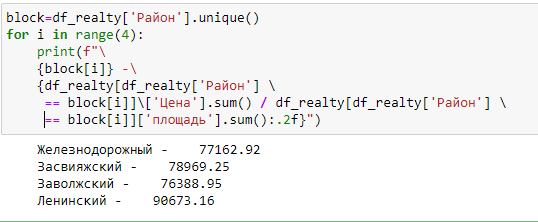 block=df_realty['Район'].unique()
for i in range(4):
    print(f"\
    {block[i]} -\
    {df_realty[df_realty['Район'] \
     == block[i]]\['Цена'].sum() / df_realty[df_realty['Район'] \
     == block[i]]['площадь'].sum():.2f}")
Железнодорожный -    77162.92
Засвияжский -    78969.25
Заволжский -    76388.95
Ленинский -    90673.16